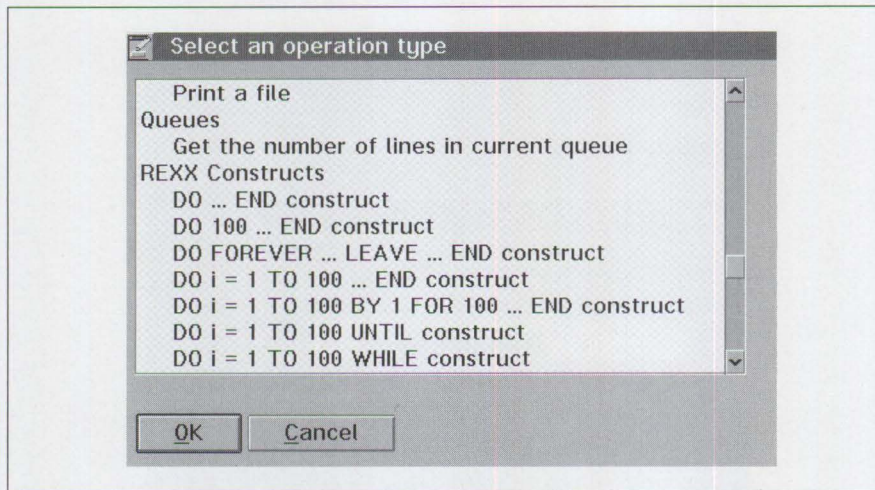 Select an operation type
Print a file
Queues
Get the number of lines in current queue
REXX Constructs
DO ... END construct
DO 100 ... END construct
DO FOREVER ... LEAVE ... END construct
DO i = 1 TO 100 ... END construct
DO i = 1 TO 100 BY 1 FOR 100 ... END construct
DO i = 1 TO 100 UNTIL construct
DO i = 1 TO 100 WHILE construct
OK Cancel